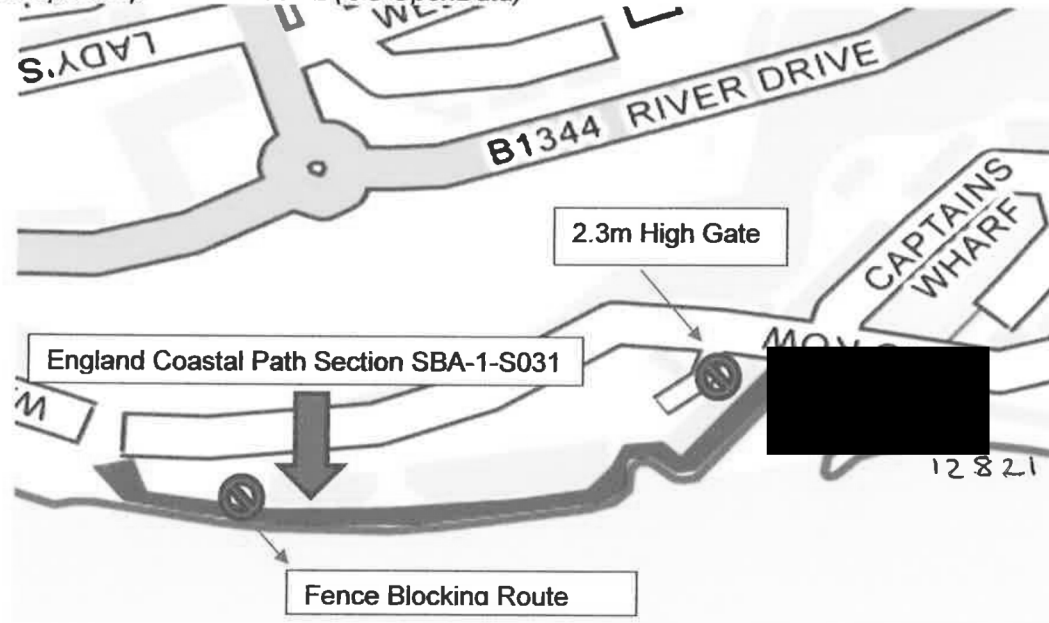 OpenData)
LADY'S
B1344 RIVER DRIVE
CAPTAINS
WHARF
2.3m High Gate
England Coastal Path Section SBA-1-S031
12821
Fence Blocking Route